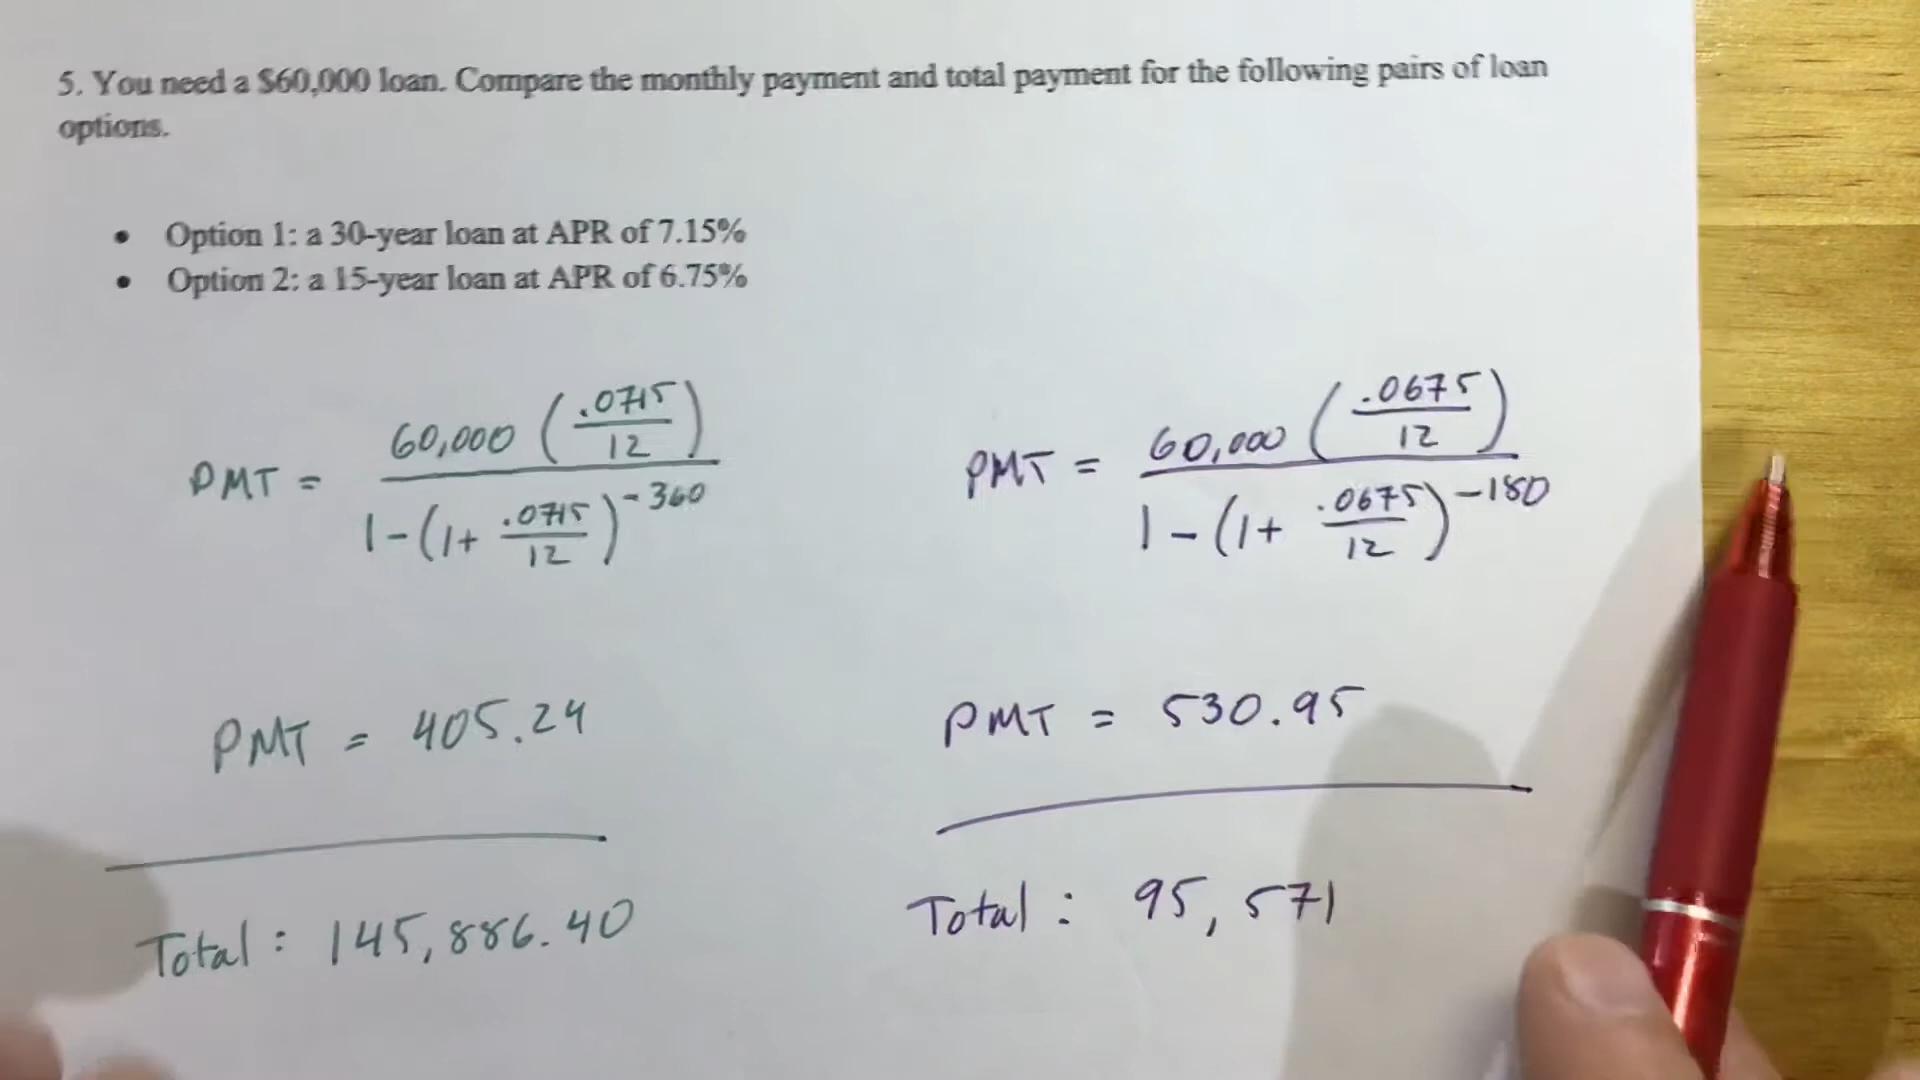 5. You need a $60,000 loan. Compare the monthly payment and total payment for the following pairs of loan
options.
• Option 1: a 30-year loan at APR of 7.15%
• Option 2: a 15-year loan at APR of 6.75%
PMT = 60,000 (.0715/12) / 1-(1+ .0715/12)^-360
PMT = 60,000 (.0675/12) / 1-(1+ .0675/12)^-180
PMT = 405.24
PMT = 530.95
Total: 145,886.40
Total: 95,571